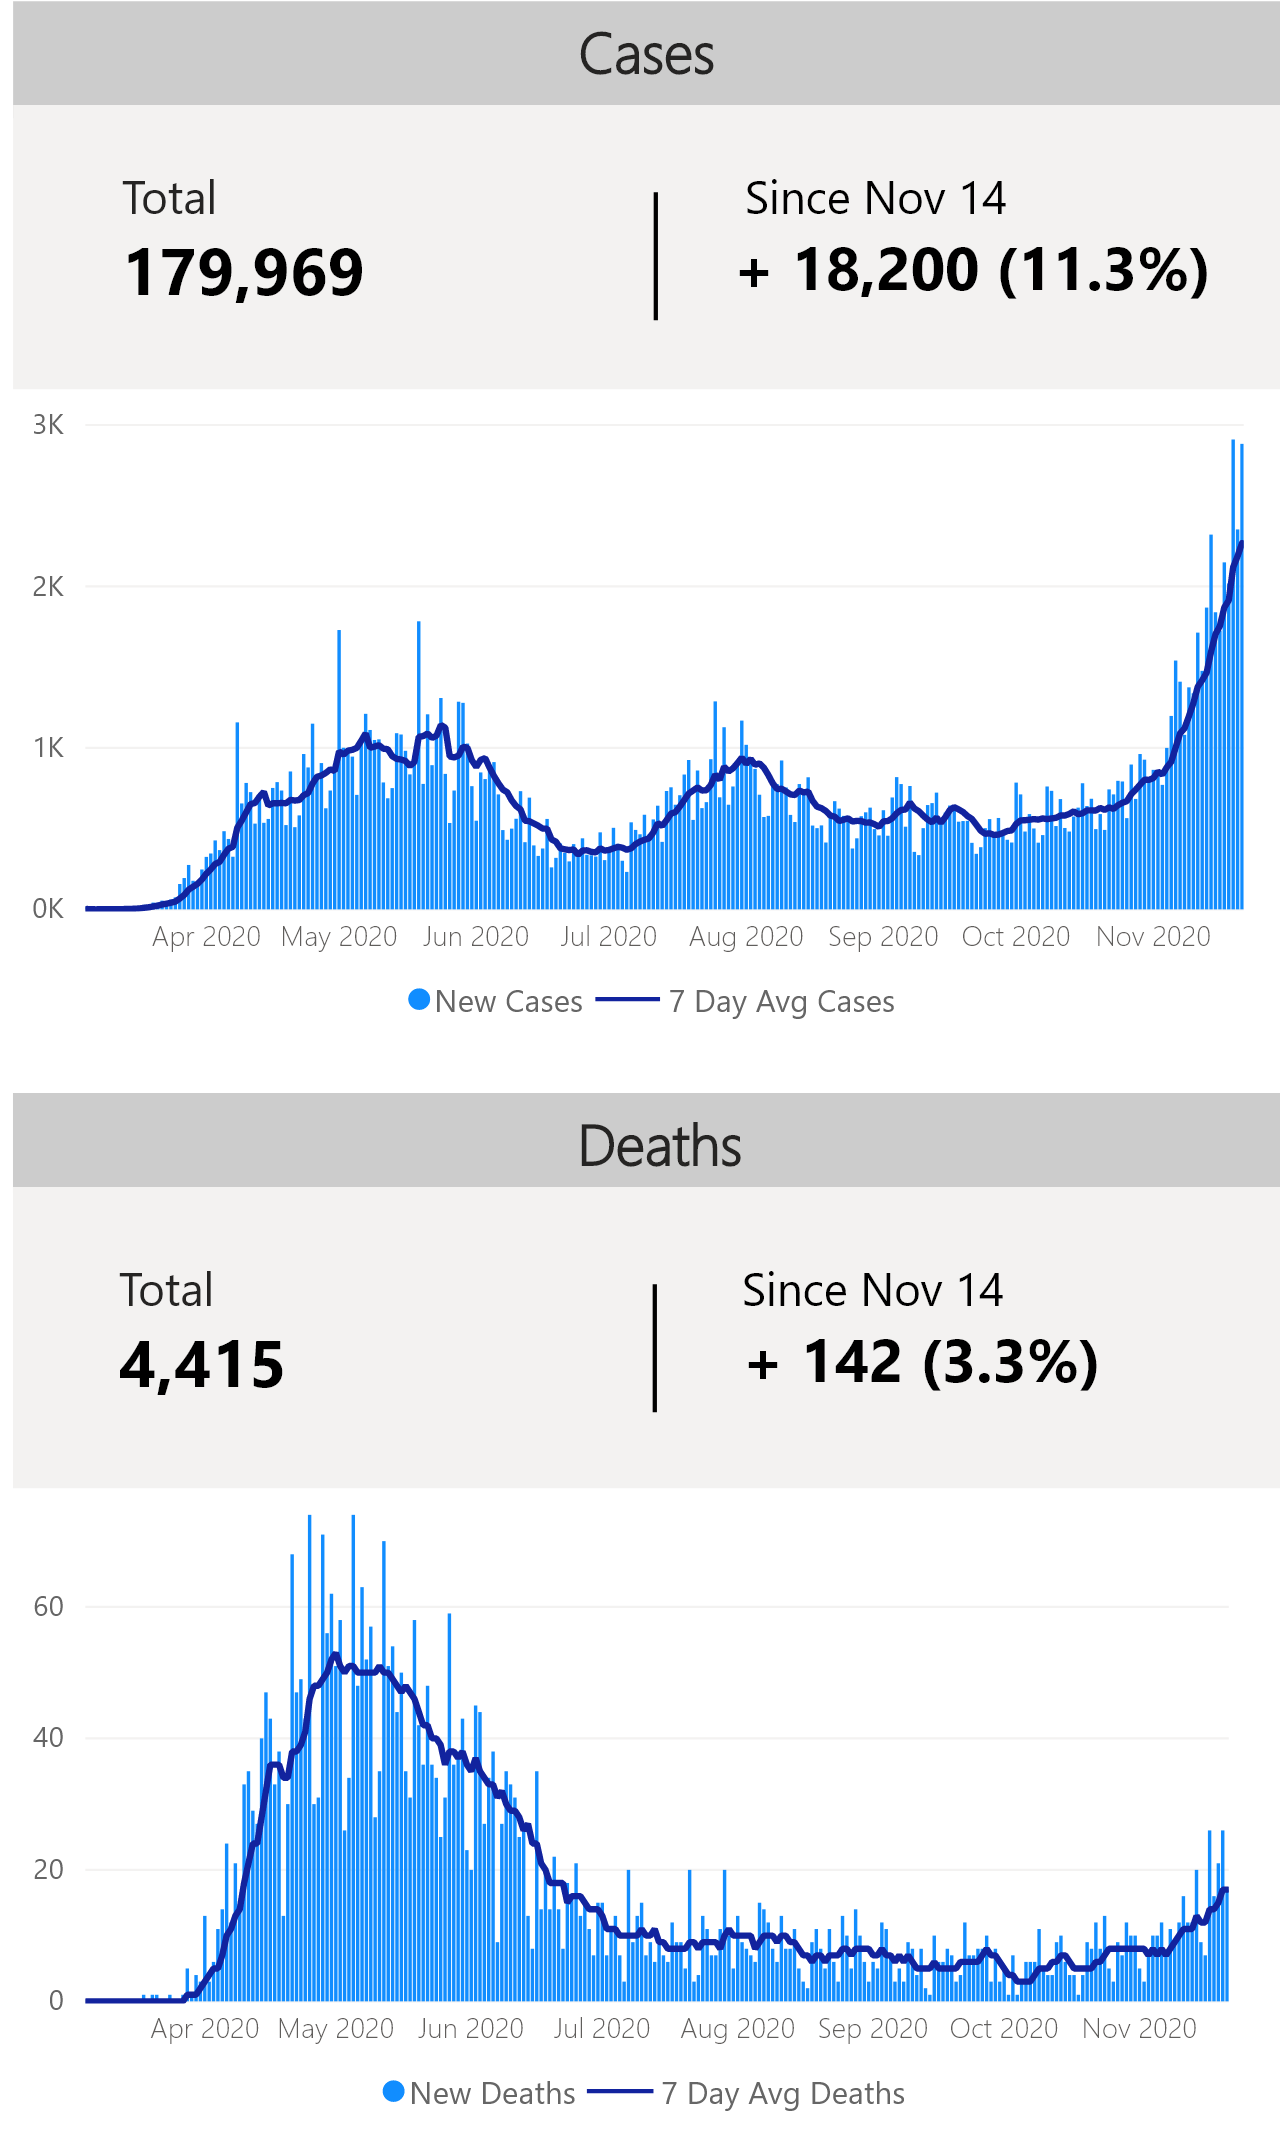 Cases
Total
179,969
Since Nov 14
+ 18,200 (11.3%)
3K
2K
1K
0K
Apr 2020 May 2020 Jun 2020 Jul 2020 Aug 2020 Sep 2020 Oct 2020 Nov 2020
New Cases 7 Day Avg Cases
Deaths
Total
4,415
Since Nov 14
+ 142 (3.3%)
60
40
20
0
Apr 2020 May 2020 Jun 2020 Jul 2020 Aug 2020 Sep 2020 Oct 2020 Nov 2020
New Deaths 7 Day Avg Deaths